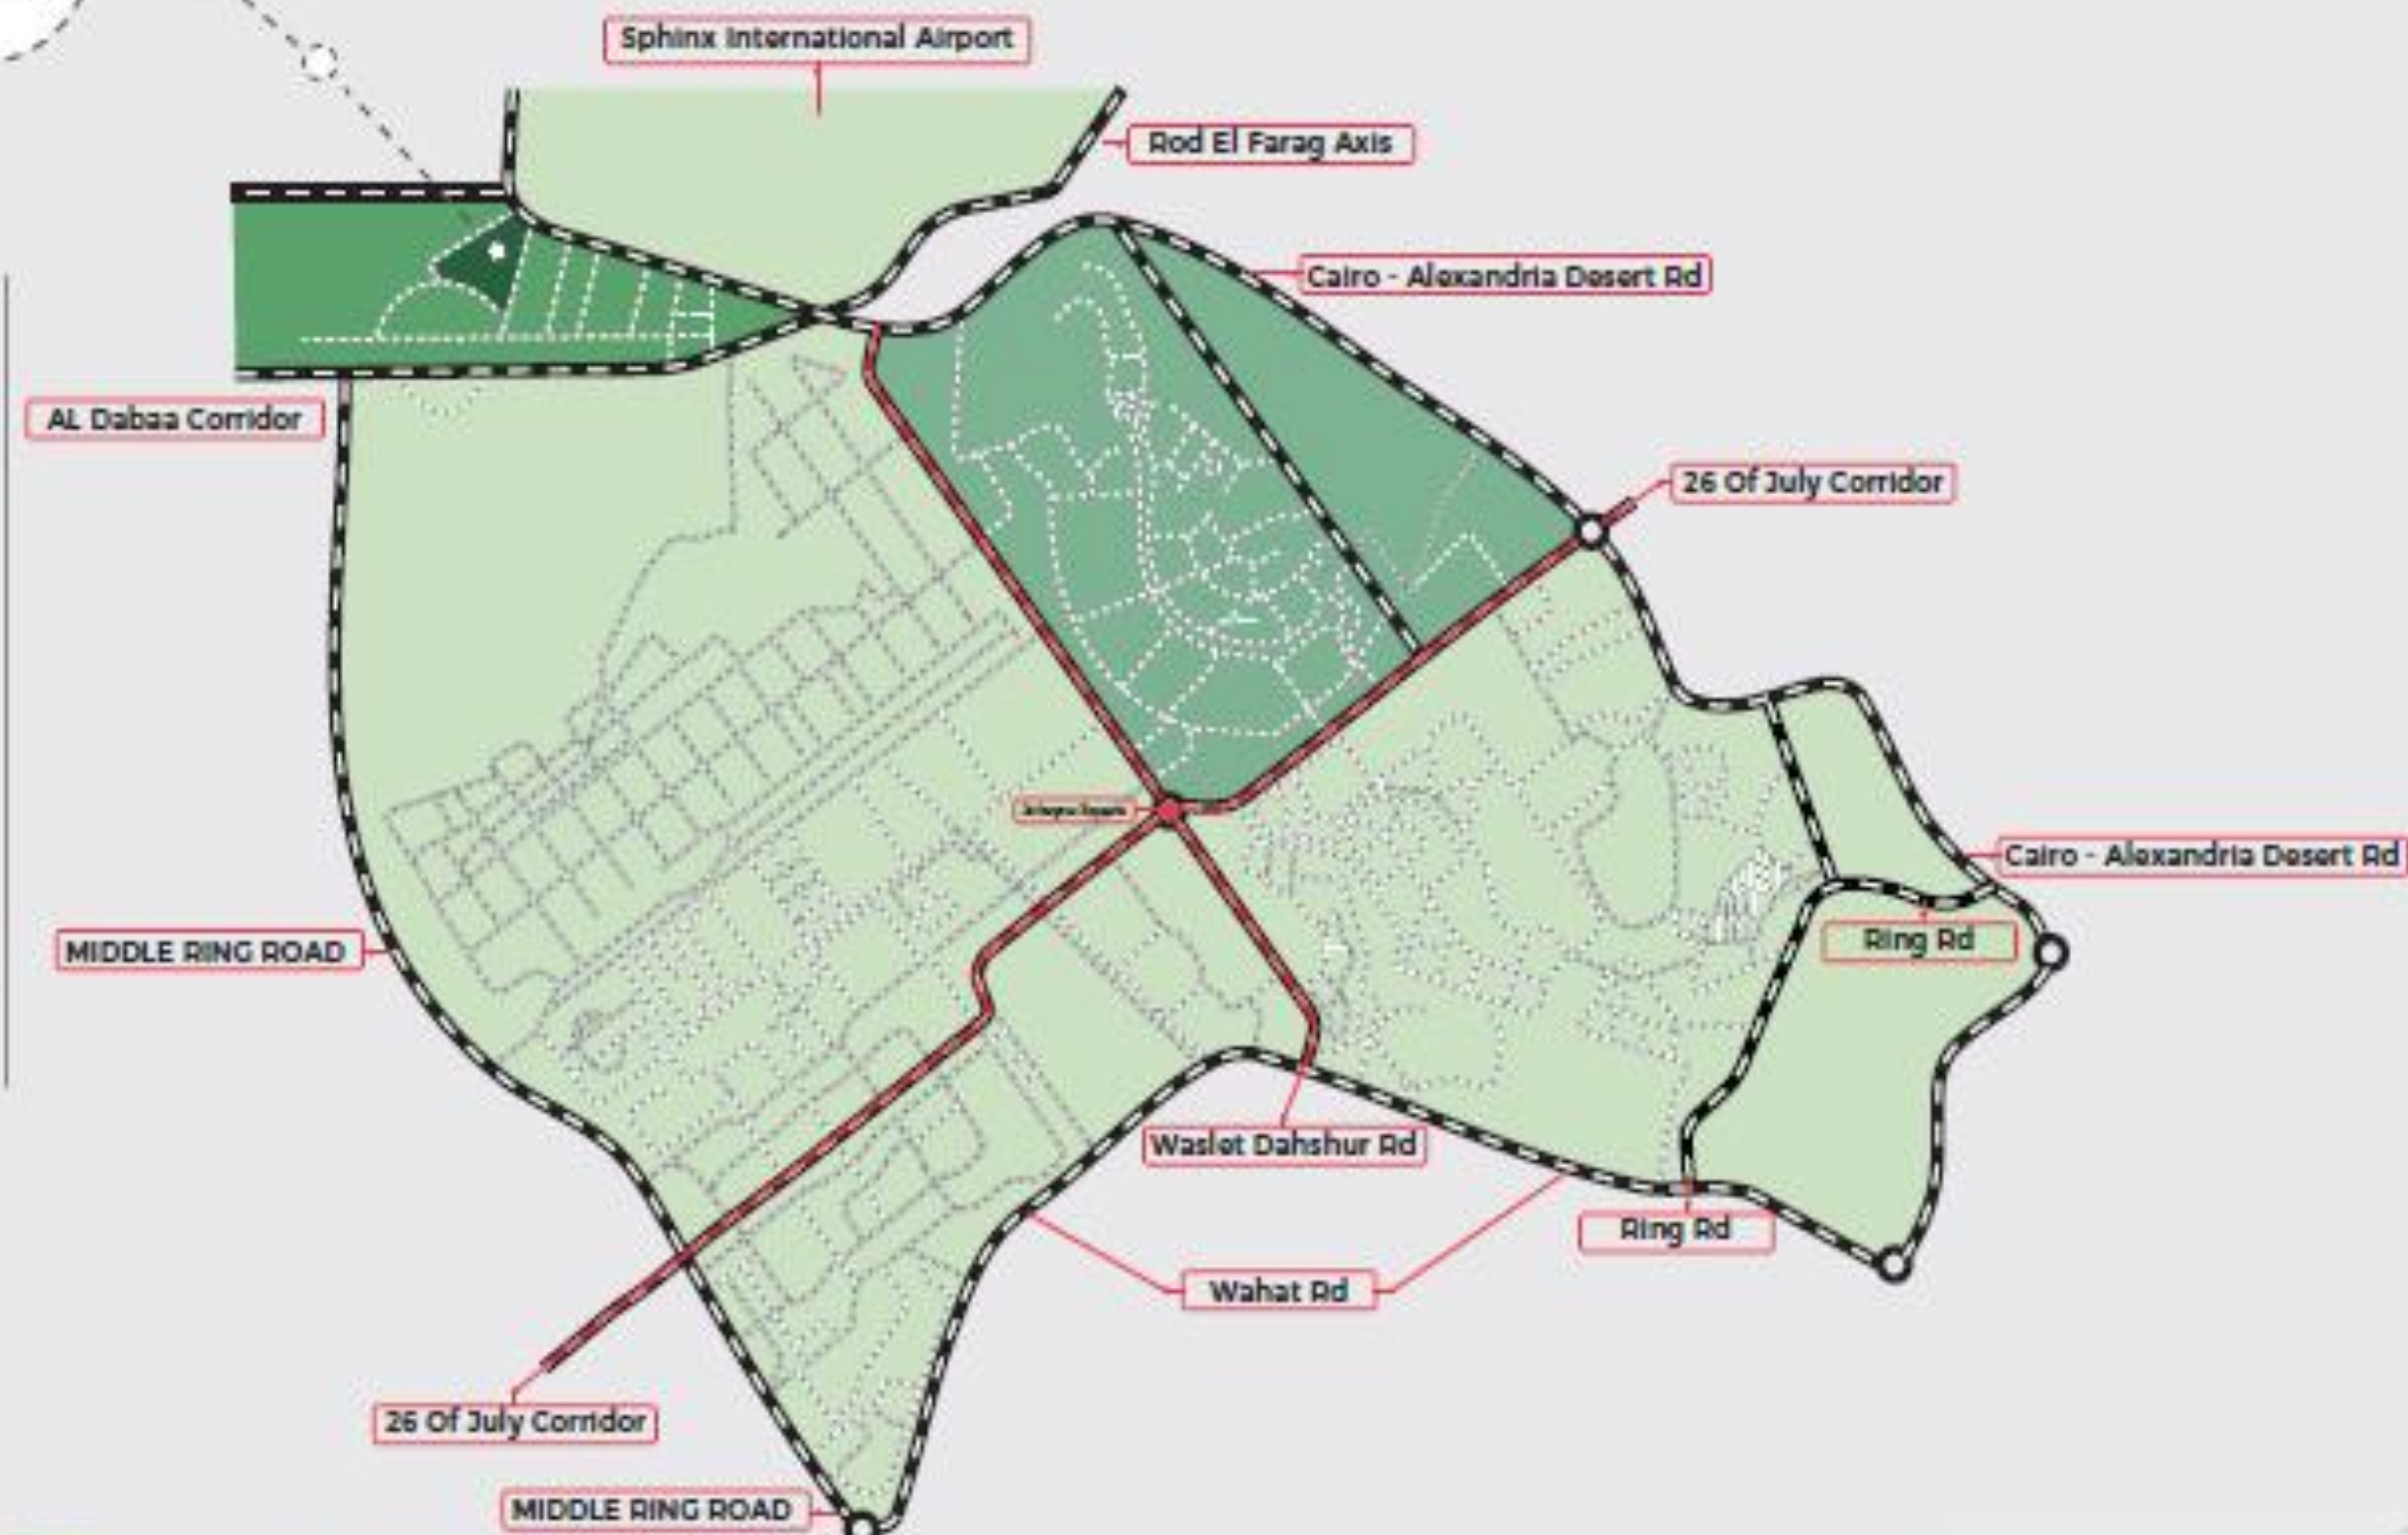 Sphinx International Airport
Rod El Farag Axis
Cairo - Alexandria Desert Rd
AL Dabaa Corridor
26 Of July Corridor
Cairo - Alexandria Desert Rd
MIDDLE RING ROAD
Ring Rd
Waslet Dahshur Rd
Ring Rd
Wahat Rd
26 Of July Corridor
MIDDLE RING ROAD